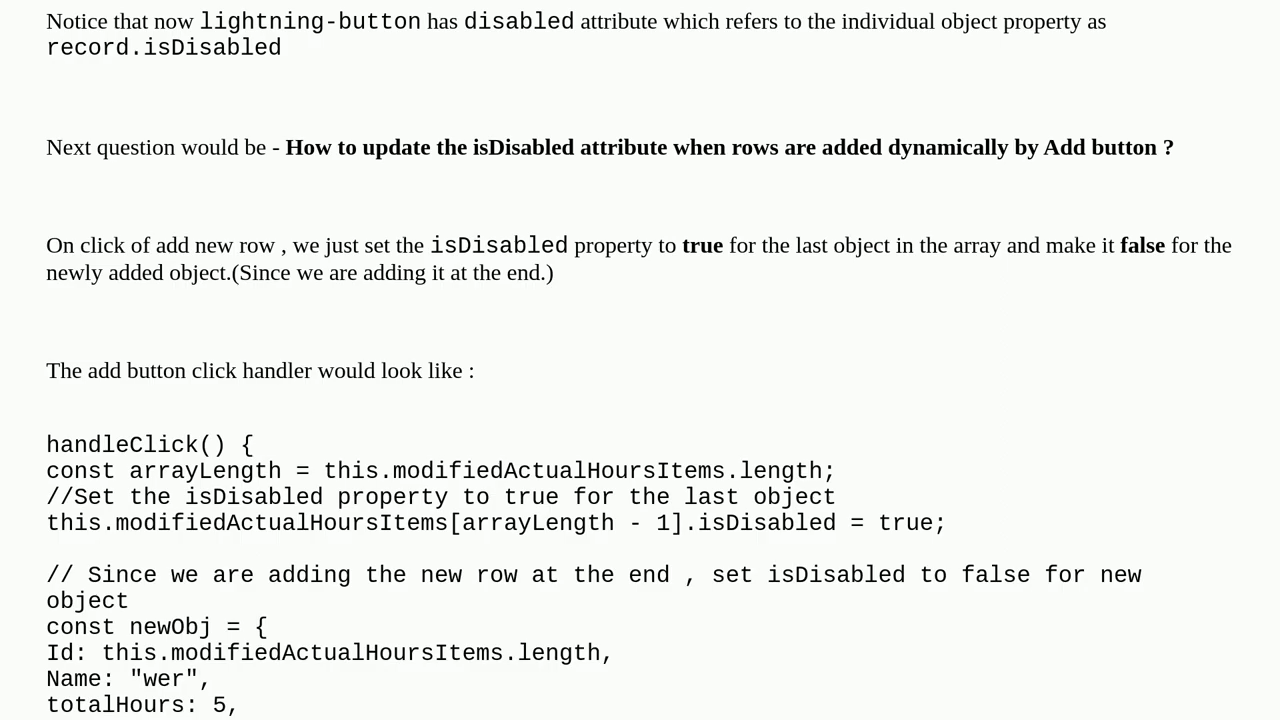 Notice that now lightning-button has disabled attribute which refers to the individual object property as
record.isDisabled
Next question would be - How to update the isDisabled attribute when rows are added dynamically by Add button ?
On click of add new row , we just set the isDisabled property to true for the last object in the array and make it false for the
newly added object.(Since we are adding it at the end.)
The add button click handler would look like :
handleClick() {
const arrayLength = this.modifiedActualHoursItems.length;
//Set the isDisabled property to true for the last object
this.modifiedActualHoursItems[arrayLength - 1].isDisabled = true;
// Since we are adding the new row at the end , set isDisabled to false for new
object
const newObj = {
Id: this.modifiedActualHoursItems.length,
Name: "wer",
totalHours: 5,